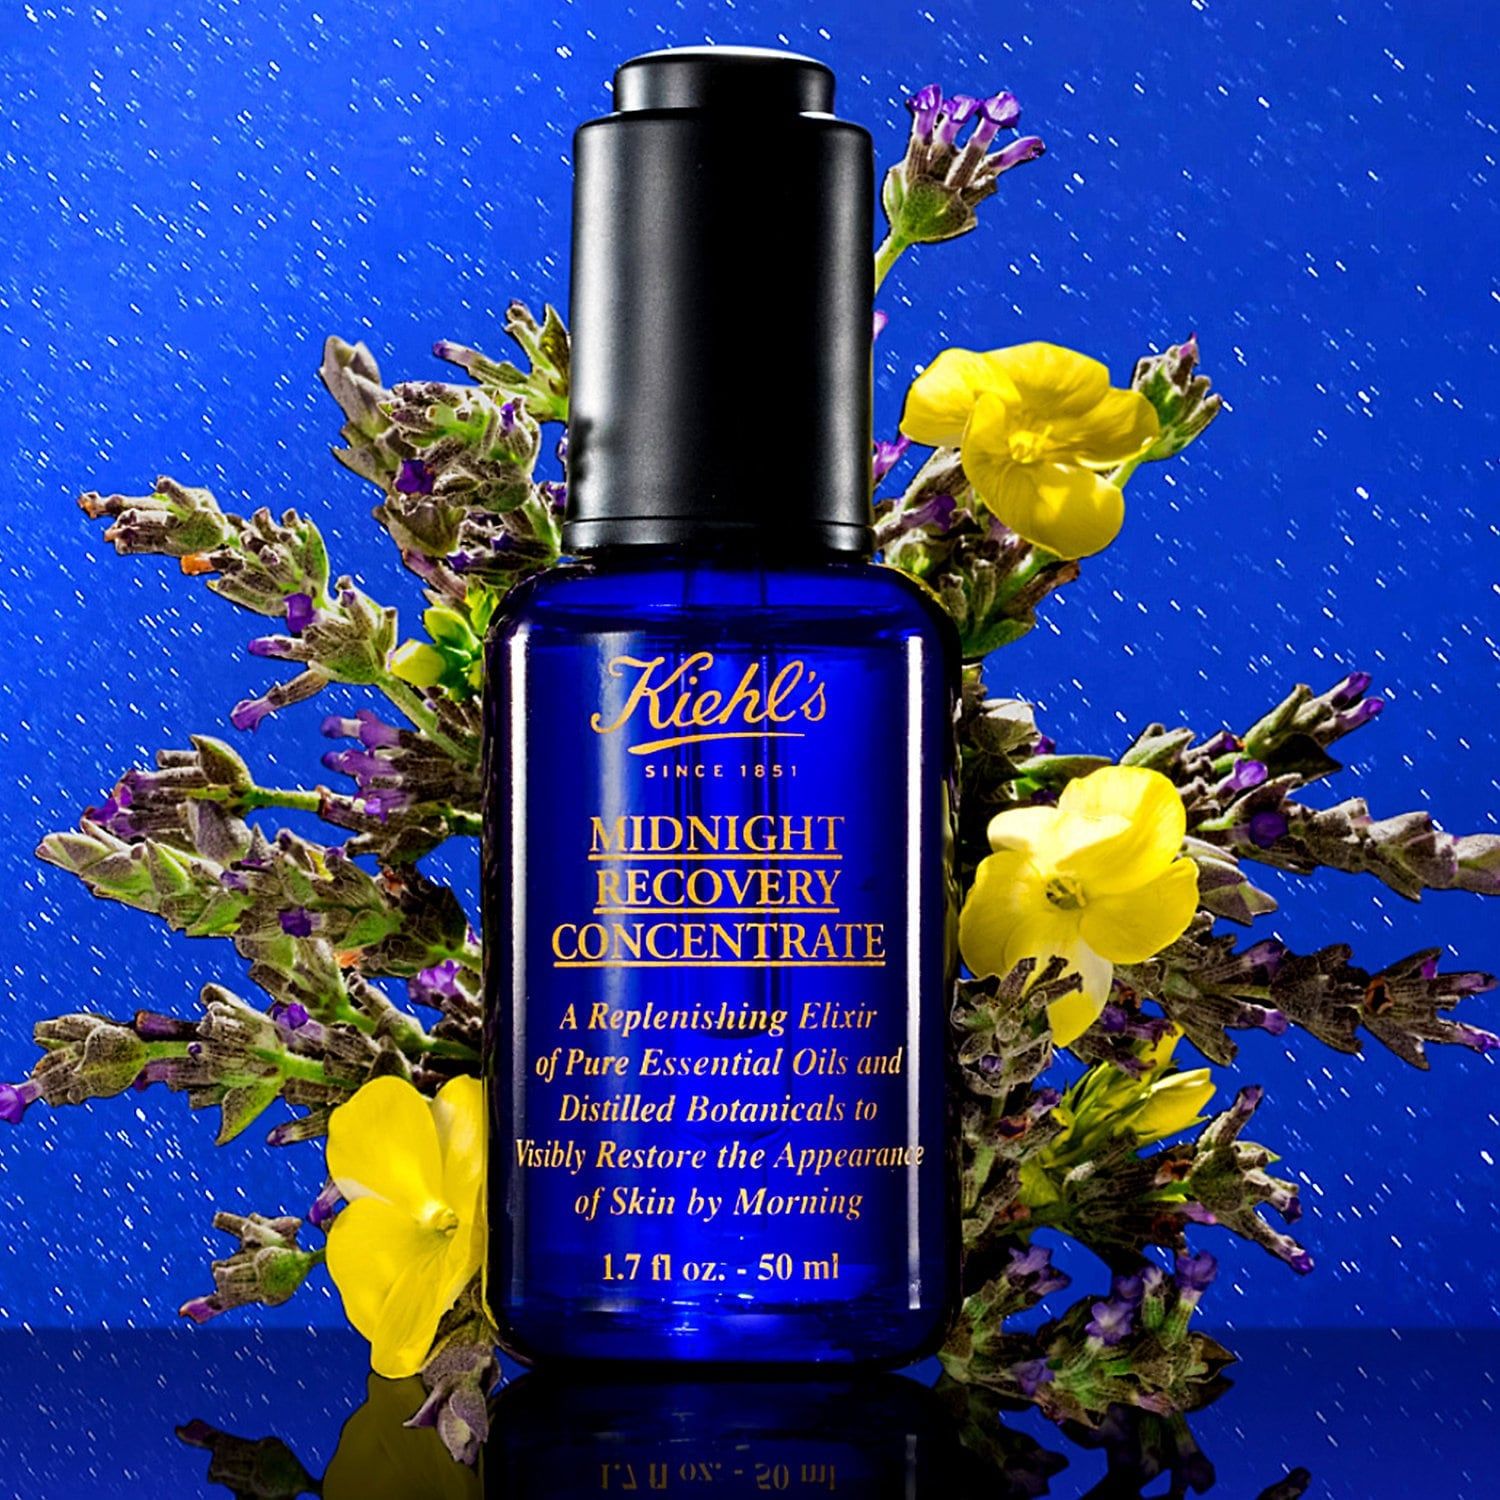 Kiehl's
SINCE 1851
MIDNIGHT
RECOVERY
CONCENTRATE
A Replenishing Elixir
of Pure Essential Oils and
Distilled Botanicals to
Visibly Restore the Appearance
of Skin by Morning
1.7 fl oz. - 50 ml